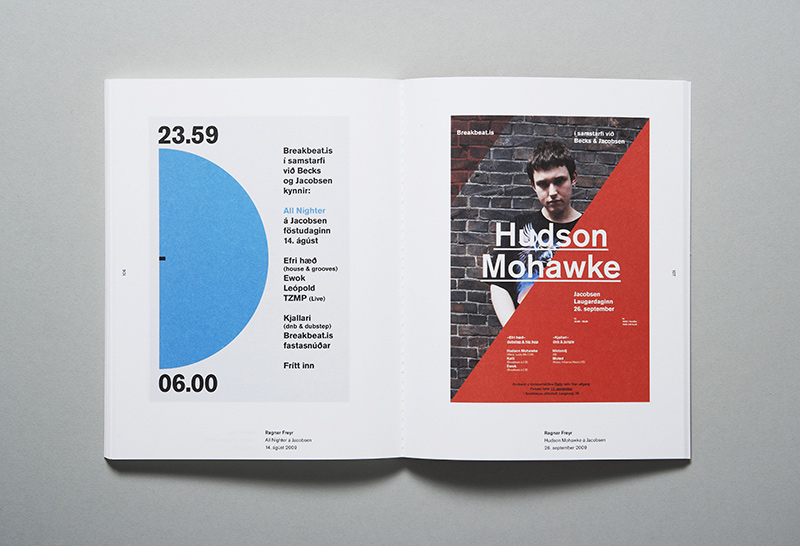 23.59
Breakbeat.is
í samstarfi
við Becks
og Jacobsen
kynnir:
All Nighter
á Jacobsen
föstudaginn
14. ágúst
Efri hæð
(house & grooves)
Ewok
Leópold
TZMP (Live)
Kjallari
(dnb & dubstep)
Breakbeat.is
fastasnúðar
Frítt inn
06.00
Ragnar Freyr
All Nighter á Jacobsen
14. ágúst 2009
Breakbeat.is
í samstarfi við
Becks & Jacobsen
Hudson
Mohawke
Jacobsen
Laugardaginn
26. september
Hudson Mohawke
Ragnar Freyr
Hudson Mohawke á Jacobsen
26. september 2009